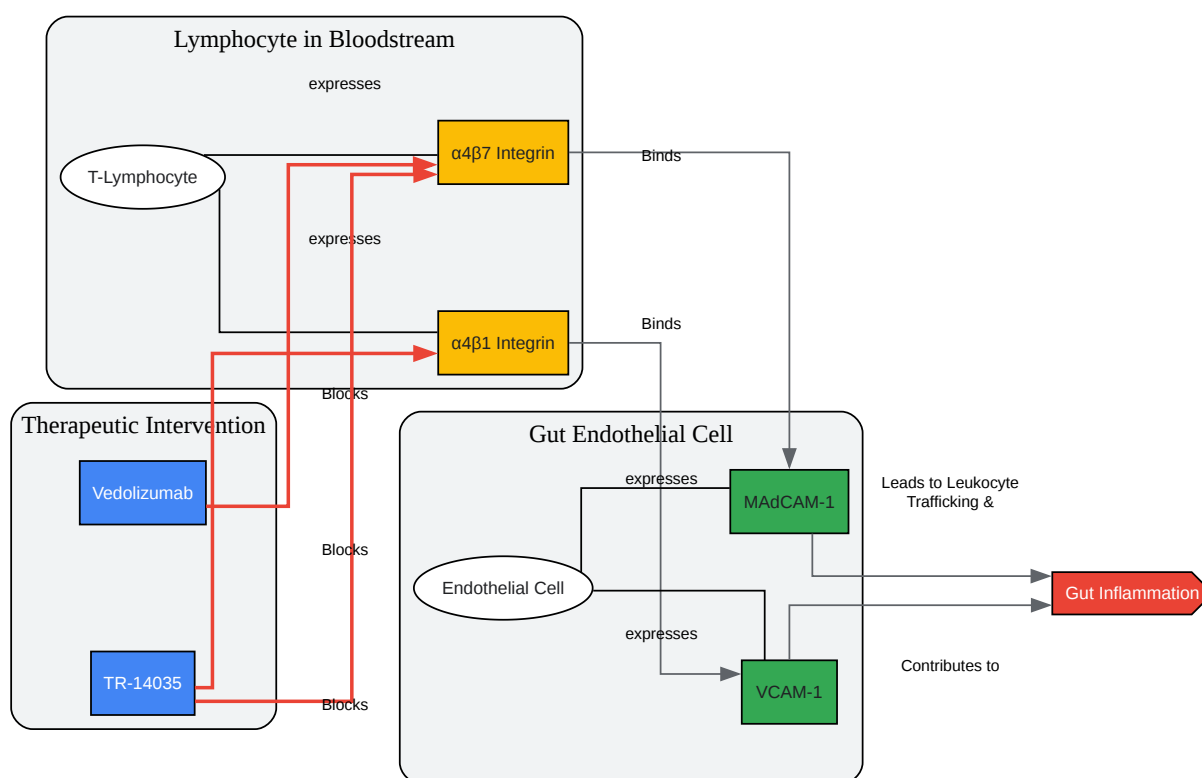 Lymphocyte in Bloodstream
expresses
α4β7 Integrin
Binds
T-Lymphocyte
expresses
Binds
α4β1 Integrin
Blocks
Therapeutic Intervention
Gut Endothelial Cell
Vedolizumab
expresses
MAdCAM-1
Leads to Leukocyte
Trafficking &
Blocks
Endothelial Cell
Gut Inflammation
expresses
Contributes to
TR-14035
VCAM-1
Blocks